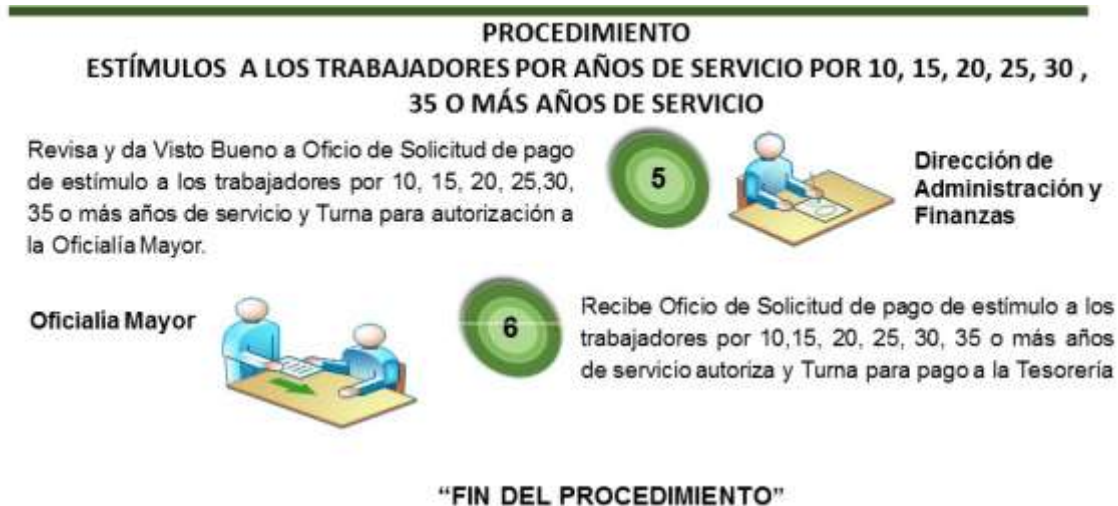 PROCEDIMIENTO
ESTÍMULOS A LOS TRABAJADORES POR AÑOS DE SERVICIO POR 10, 15, 20, 25, 30 ,
35 O MÁS AÑOS DE SERVICIO
Revisa y da Visto Bueno a Oficio de Solicitud de pago
de estímulo a los trabajadores por 10, 15, 20, 25,30,
35 o más años de servicio y Turna para autorización a
la Oficialía Mayor.
5
Dirección de
Administración y
Finanzas
Oficialía Mayor
6
Recibe Oficio de Solicitud de pago de estímulo a los
trabajadores por 10,15, 20, 25, 30, 35 o más años
de servicio autoriza y Turna para pago a la Tesorería
“FIN DEL PROCEDIMIENTO”